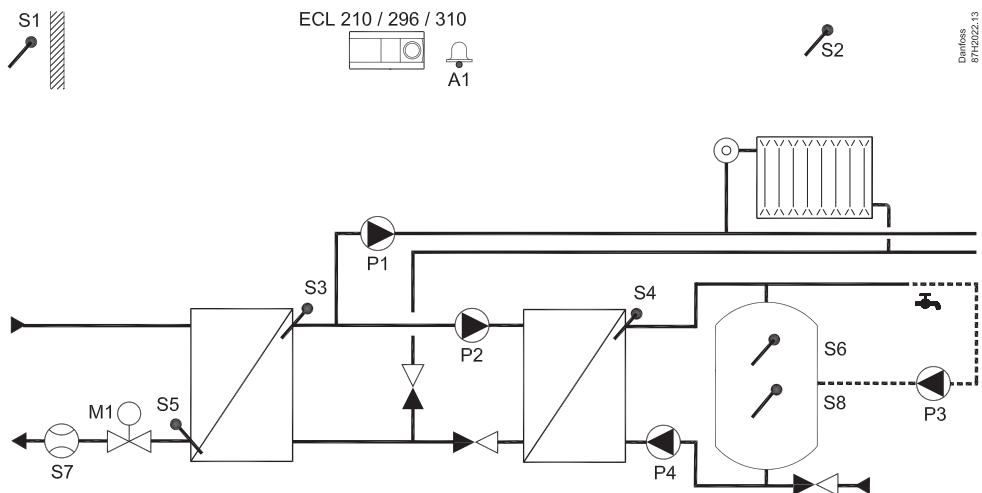 S1
ECL 210 / 296 / 310
A1
S2
Danfoss
87H2022.13
P1
S3
S4
P2
S6
S8
P3
M1
S5
S7
P4